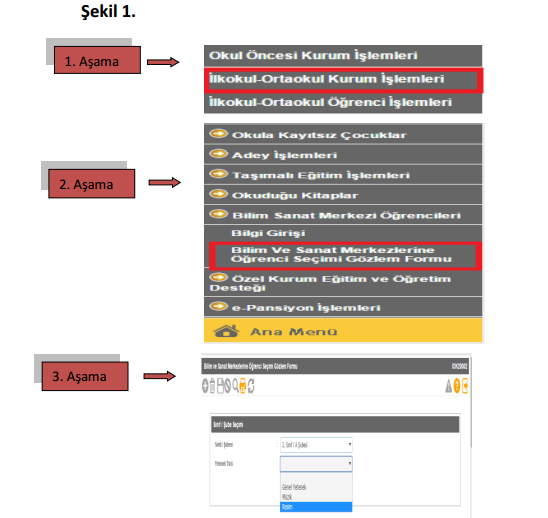 Şekil 1.
1. Aşama
Okul Öncesi Kurum İşlemleri
İlkokul-Ortaokul Kurum İşlemleri
İlkokul-Ortaokul Öğrenci İşlemleri
2. Aşama
Okula Kayıtsız Çocuklar
Adey İşlemleri
Taşımalı Eğitim İşlemleri
Okuduğu Kitaplar
Bilim Sanat Merkezi Öğrencileri
Bilgi Girişi
Bilim Ve Sanat Merkezlerine
Öğrenci Seçimi Gözlem Formu
Özel Kurum Eğitim ve Öğretim
Desteği
e-Pansiyon İşlemleri
Ana Menü
3. Aşama
Bilim ve Sanat Merkezlerine Öğrenci Seçimi Gözlem Formu
Sınıf / Şube Seçim
Sınıf / Şubesi : 2. Sınıf / A Şubesi
Yetenek Türü :
Genel Yetenek
Müzik
Resim